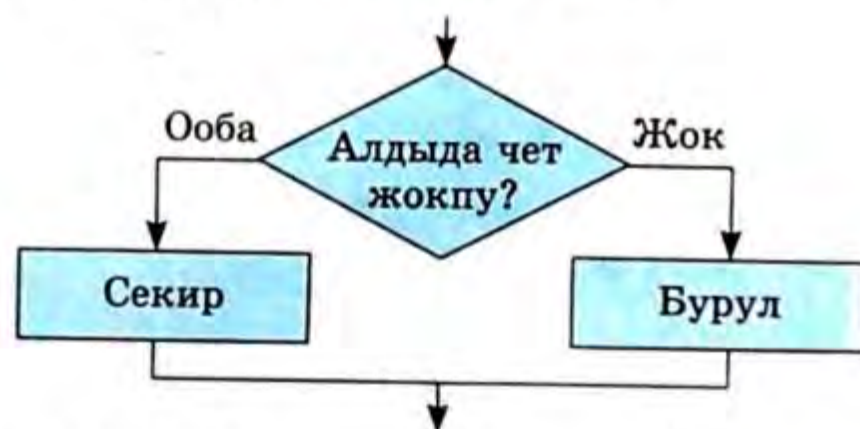 Ооба
Алдыда чет
жокпу?
Жок
Секир
Бурул